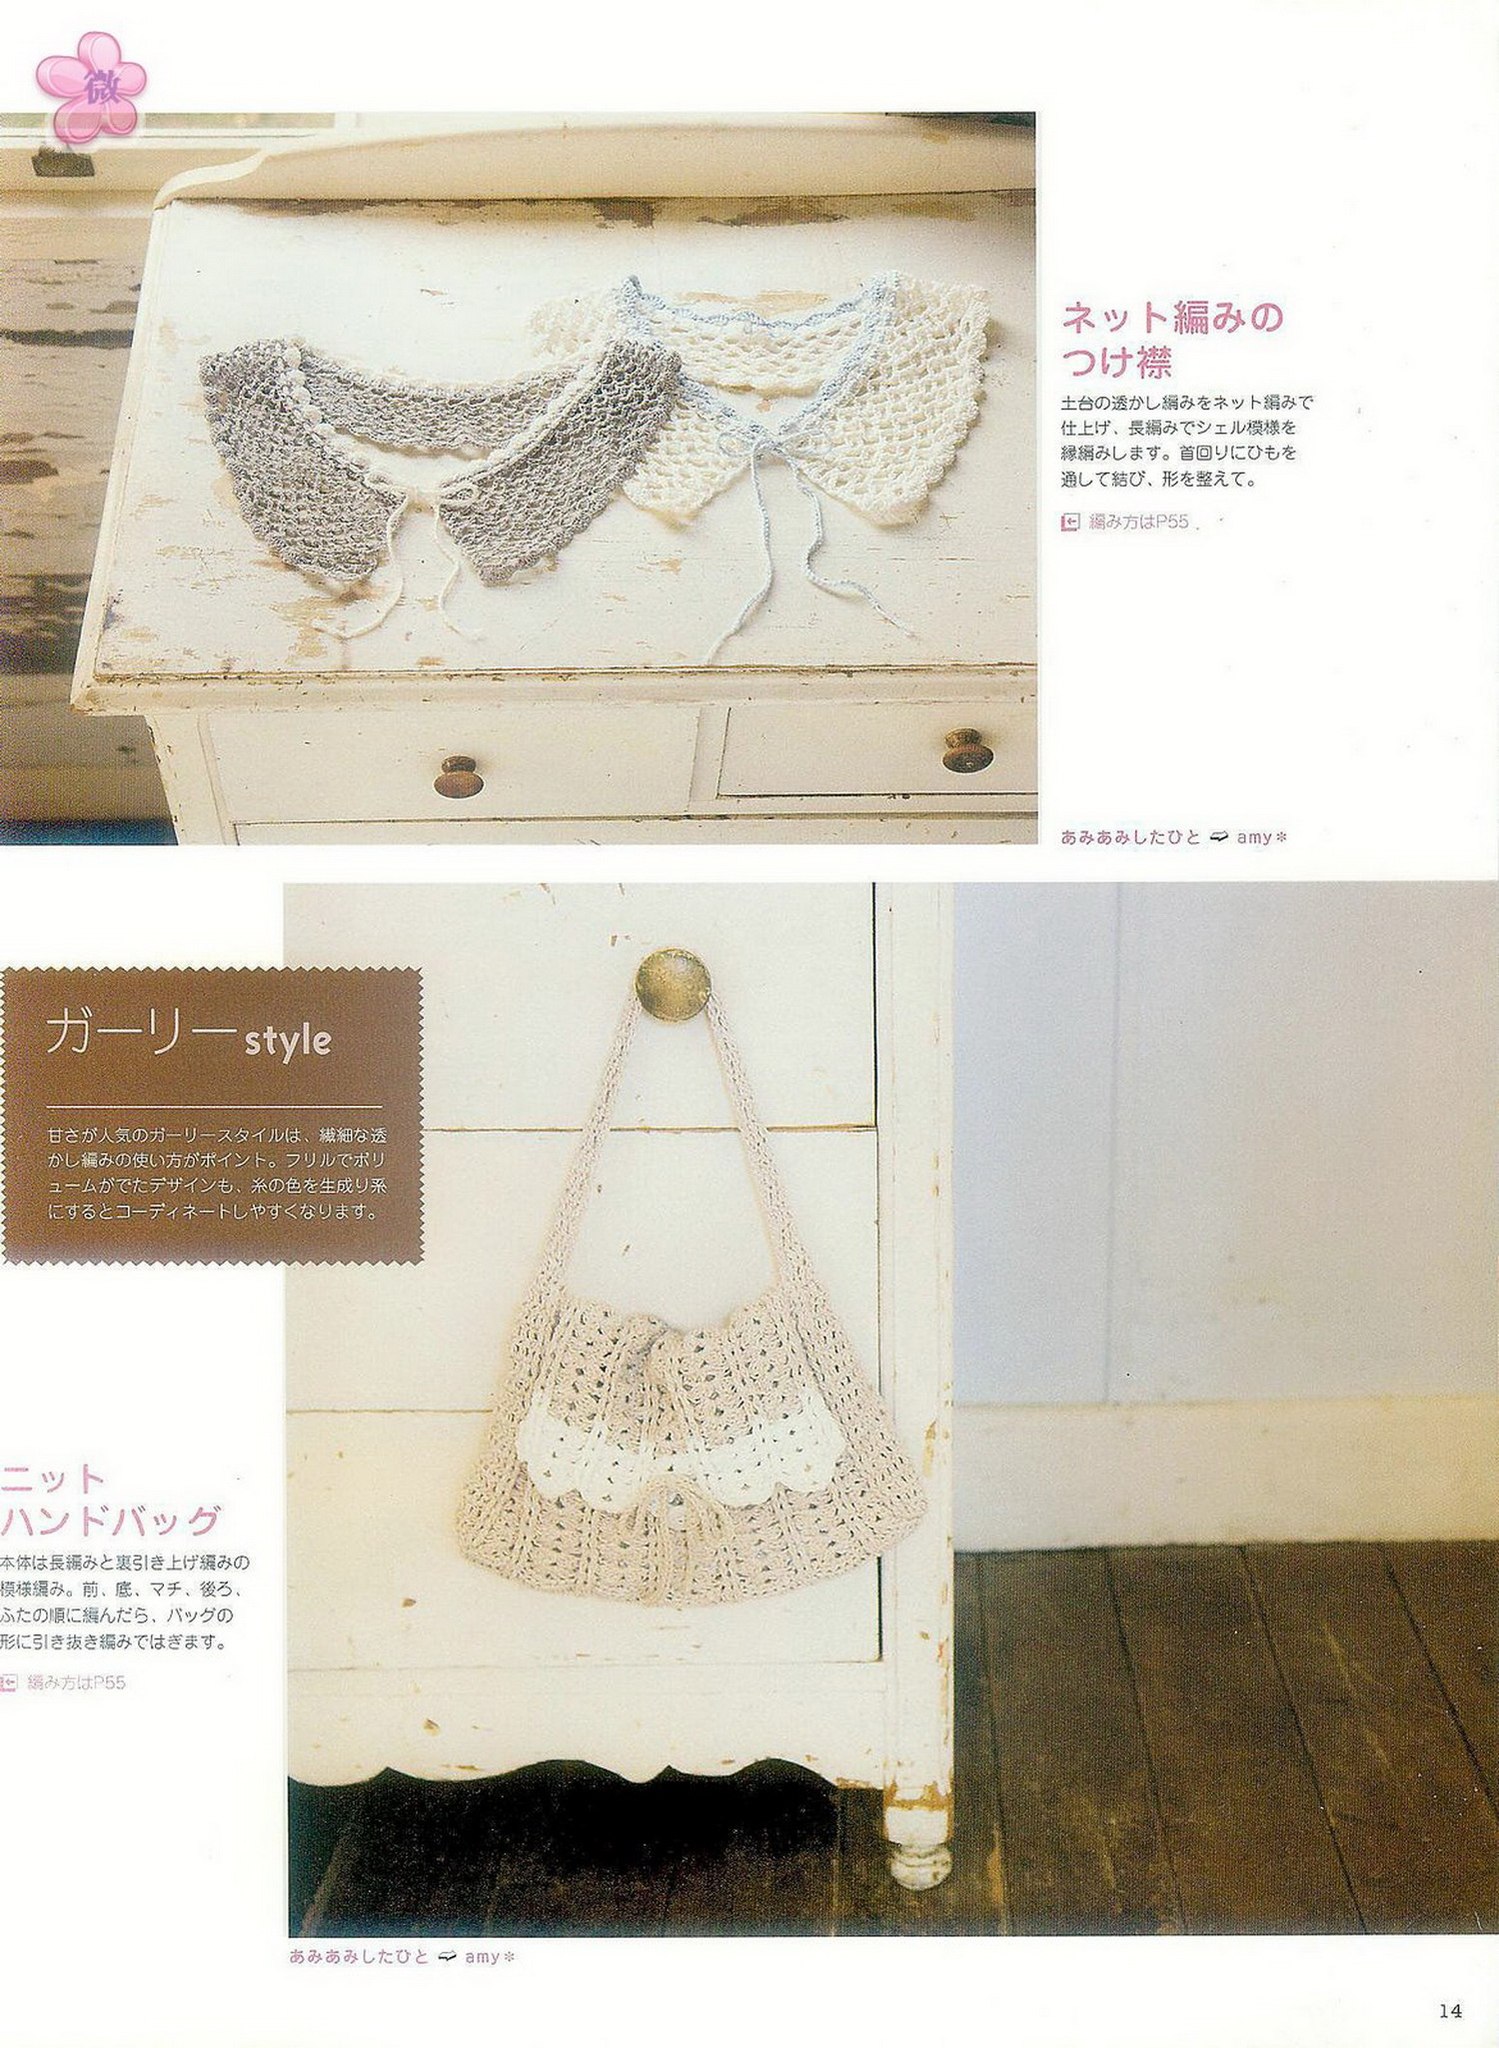 微
ネット編みの
つけ襟
土台の透かし編みをネット編みで
仕上げ、長編みでシェル模様を
縁編みします。首回りにひもを
通して結び、形を整えて。
編み方はP55
あみあみしたひと ➫ amy*
ガーリーstyle
甘さが人気のガーリースタイルは、繊細な透
かし編みの使い方がポイント。フリルでボリ
ュームがでたデザインも、糸の色を生成り系
にするとコーディネートしやすくなります。
ニット
ハンドバッグ
本体は長編みと裏引き上げ編みの
模様編み。前、底、マチ、後ろ、
ふたの順に編んだら、バッグの
形に引き抜き編みではぎます。
編み方はP55
あみあみしたひと ➫ amy*
14